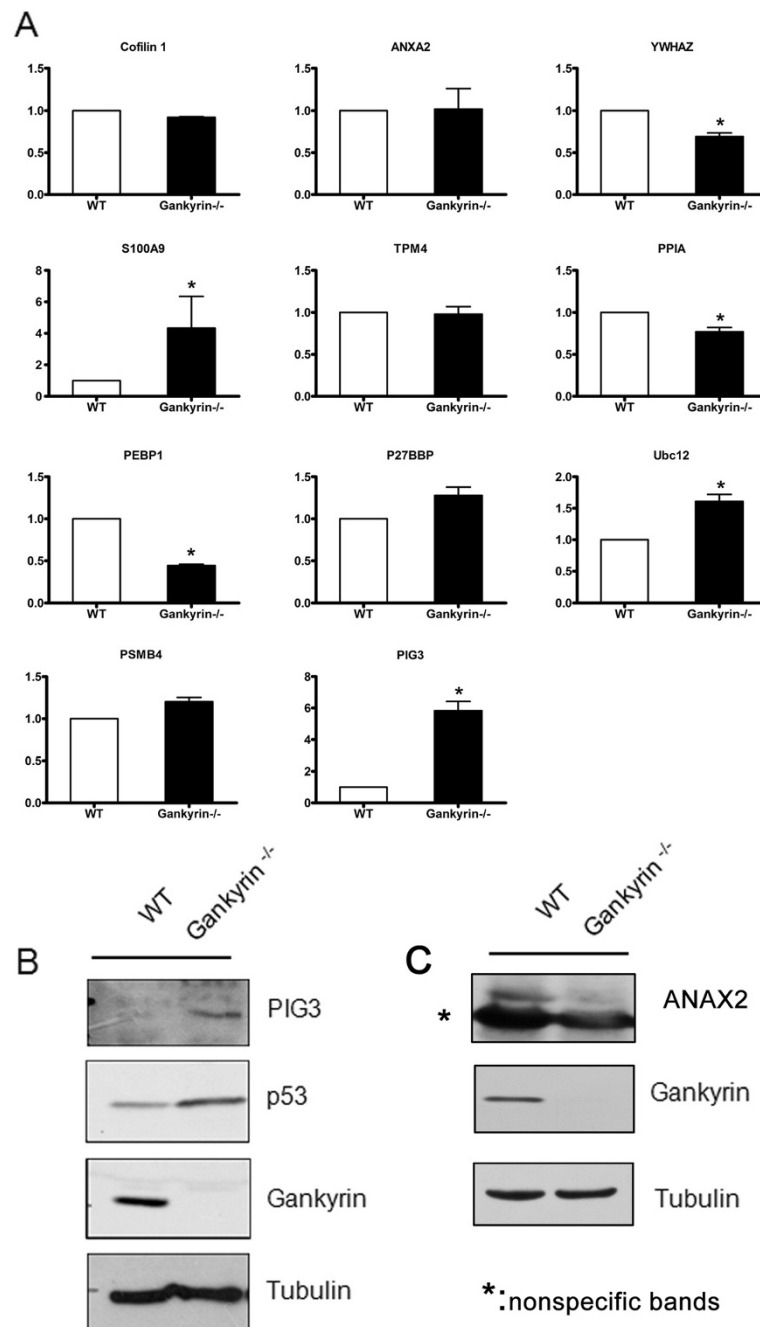 A
Cofilin 1
1.5
1.0
0.5
0.0
WT
Gankyrin-/-
ANXA2
1.5
1.0
0.5
0.0
WT
Gankyrin-/-
YWHAZ
1.5
1.0
0.5
0.0
WT
Gankyrin-/-
*
S100A9
8
6
4
2
0
WT
Gankyrin-/-
*
TPM4
1.5
1.0
0.5
0.0
WT
Gankyrin-/-
PPIA
1.5
1.0
0.5
0.0
WT
Gankyrin-/-
*
PEBP1
1.5
1.0
0.5
0.0
WT
Gankyrin-/-
*
P27BBP
1.5
1.0
0.5
0.0
WT
Gankyrin-/-
Ubc12
2.0
1.5
1.0
0.5
0.0
WT
Gankyrin-/-
*
PSMB4
1.5
1.0
0.5
0.0
WT
Gankyrin-/-
PIG3
8
6
4
2
0
WT
Gankyrin-/-
*
B
WT
Gankyrin -/-
PIG3
p53
Gankyrin
Tubulin
C
WT
Gankyrin -/-
*
ANAX2
Gankyrin
Tubulin
*:nonspecific bands